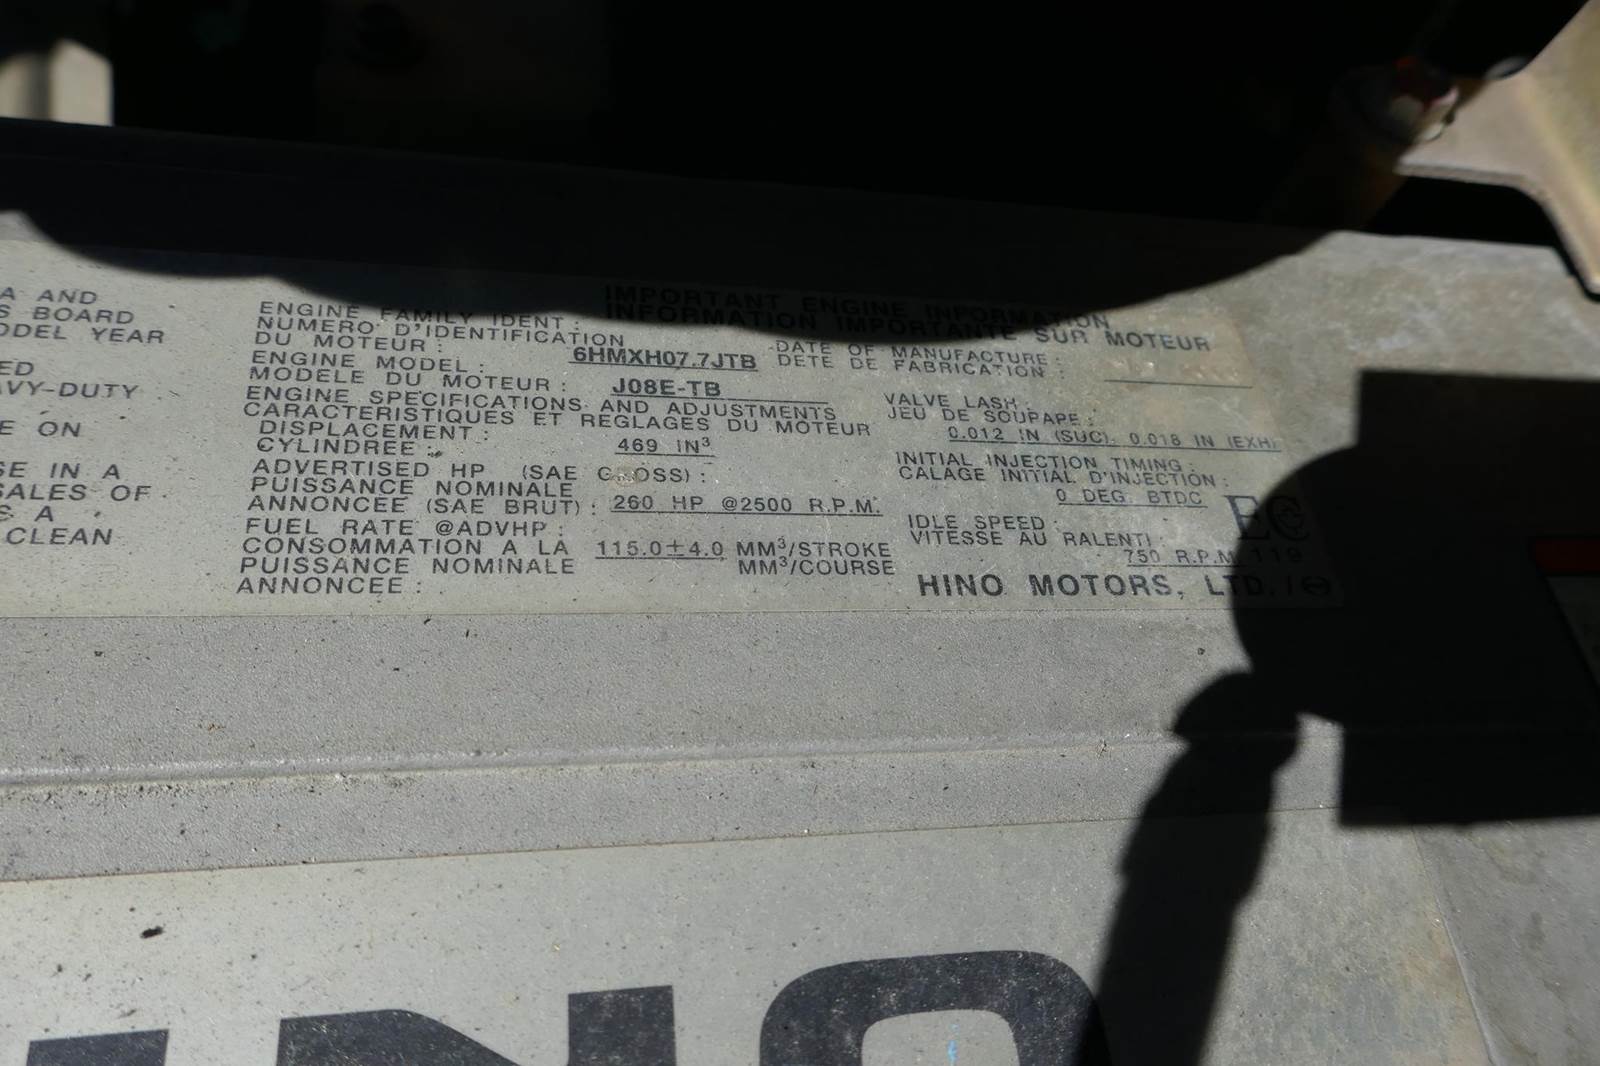 A AND
S BOARD
ODEL YEAR
ED
AVY-DUTY
E ON
SE IN A
SALES OF
S A
CLEAN
IMPORTANT ENGINE INFORMATION
INFORMATION IMPORTANTE SUR MOTEUR
ENGINE FAMILY IDENT :
NUMERO D'IDENTIFICATION
DU MOTEUR : 6HMXH07.7JTB
ENGINE MODEL :
MODELE DU MOTEUR : J08E-TB
ENGINE SPECIFICATIONS AND ADJUSTMENTS
CARACTERISTIQUES ET REGLAGES DU MOTEUR
DISPLACEMENT :
CYLINDREE : 469 IN³
ADVERTISED HP (SAE GROSS) :
PUISSANCE NOMINALE
ANNONCEE (SAE BRUT) : 260 HP @2500 R.P.M.
FUEL RATE @ADVHP :
CONSOMMATION A LA 115.0±4.0 MM³/STROKE
PUISSANCE NOMINALE MM³/COURSE
ANNONCEE :
DATE OF MANUFACTURE :
DETE DE FABRICATION :
VALVE LASH :
JEU DE SOUPAPE :
0.012 IN (SUC), 0.018 IN (EXH)
INITIAL INJECTION TIMING :
CALAGE INITIAL D'INJECTION :
0 DEG. BTDC
IDLE SPEED :
VITESSE AU RALENTI :
750 R.P.M.
EC
119
HINO MOTORS, LTD. /
INO